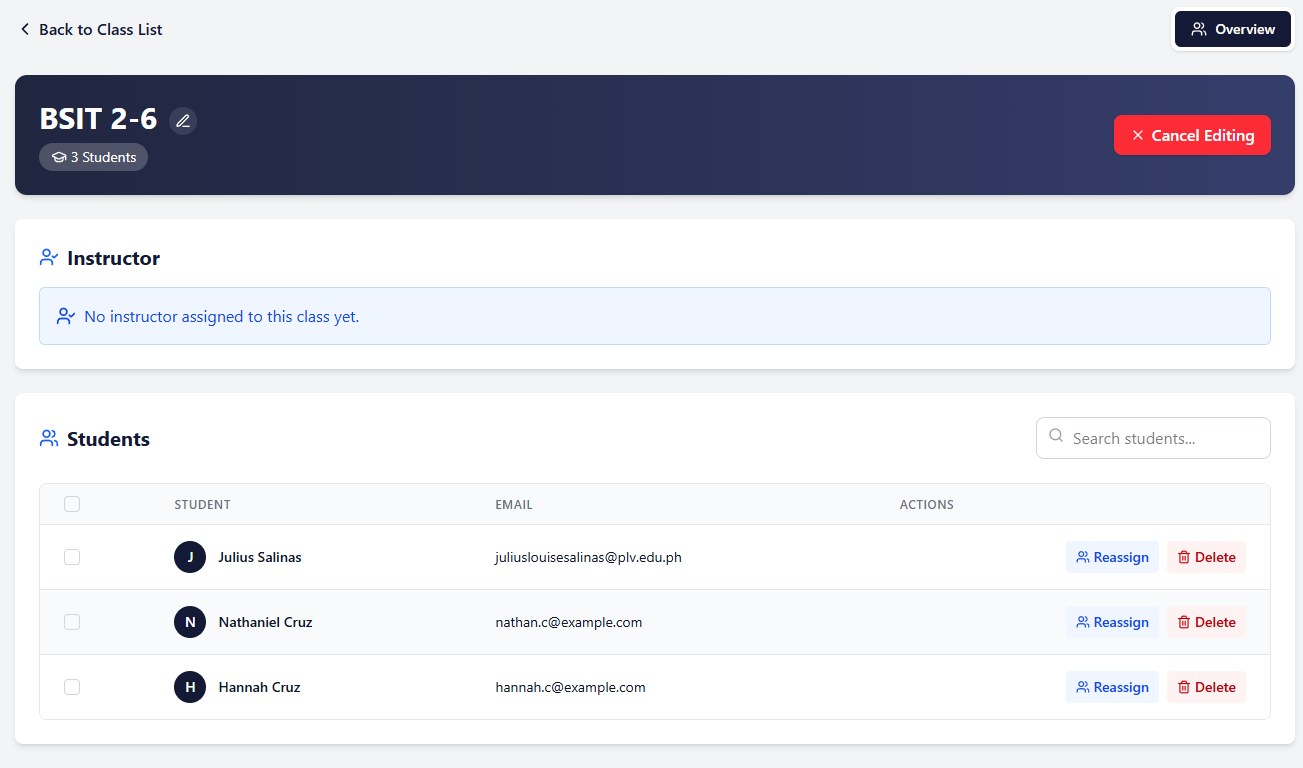 Back to Class List
Overview
BSIT 2-6
3 Students
Cancel Editing
Instructor
No instructor assigned to this class yet.
Students
Search students...
STUDENT EMAIL ACTIONS
J Julius Salinas juliuslouisesalinas@plv.edu.ph Reassign Delete
N Nathaniel Cruz nathan.c@example.com Reassign Delete
H Hannah Cruz hannah.c@example.com Reassign Delete